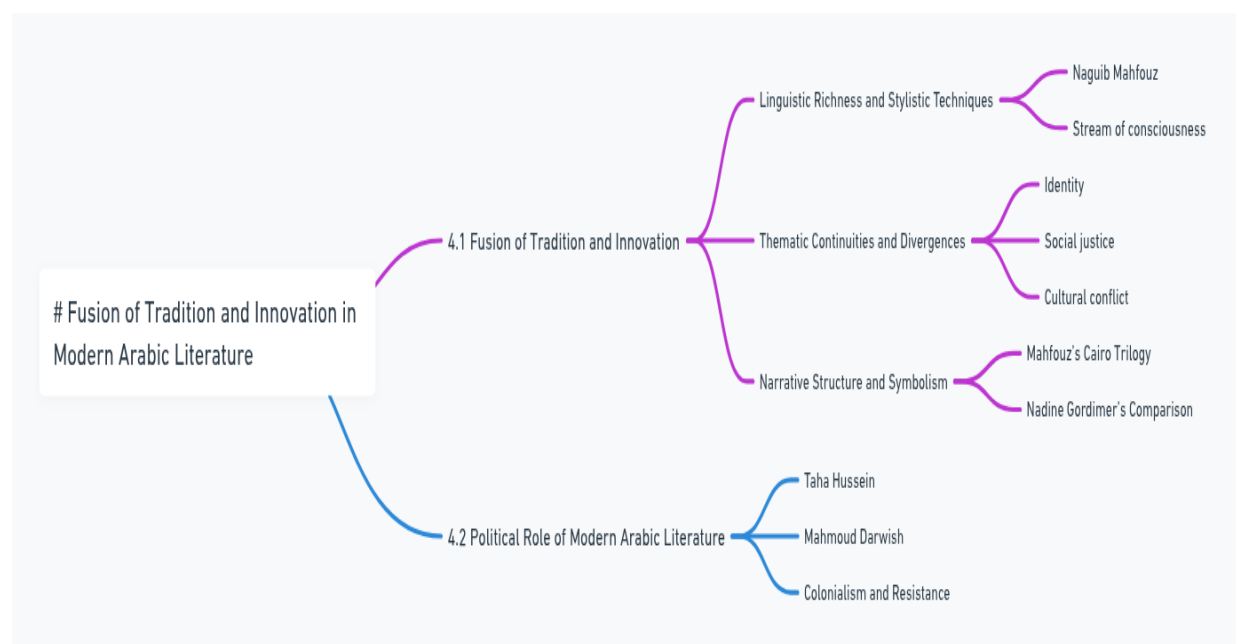 # Fusion of Tradition and Innovation in
Modern Arabic Literature
4.1 Fusion of Tradition and Innovation
Linguistic Richness and Stylistic Techniques
Naguib Mahfouz
Stream of consciousness
Thematic Continuities and Divergences
Identity
Social justice
Cultural conflict
Narrative Structure and Symbolism
Mahfouz's Cairo Trilogy
Nadine Gordimer's Comparison
4.2 Political Role of Modern Arabic Literature
Taha Hussein
Mahmoud Darwish
Colonialism and Resistance